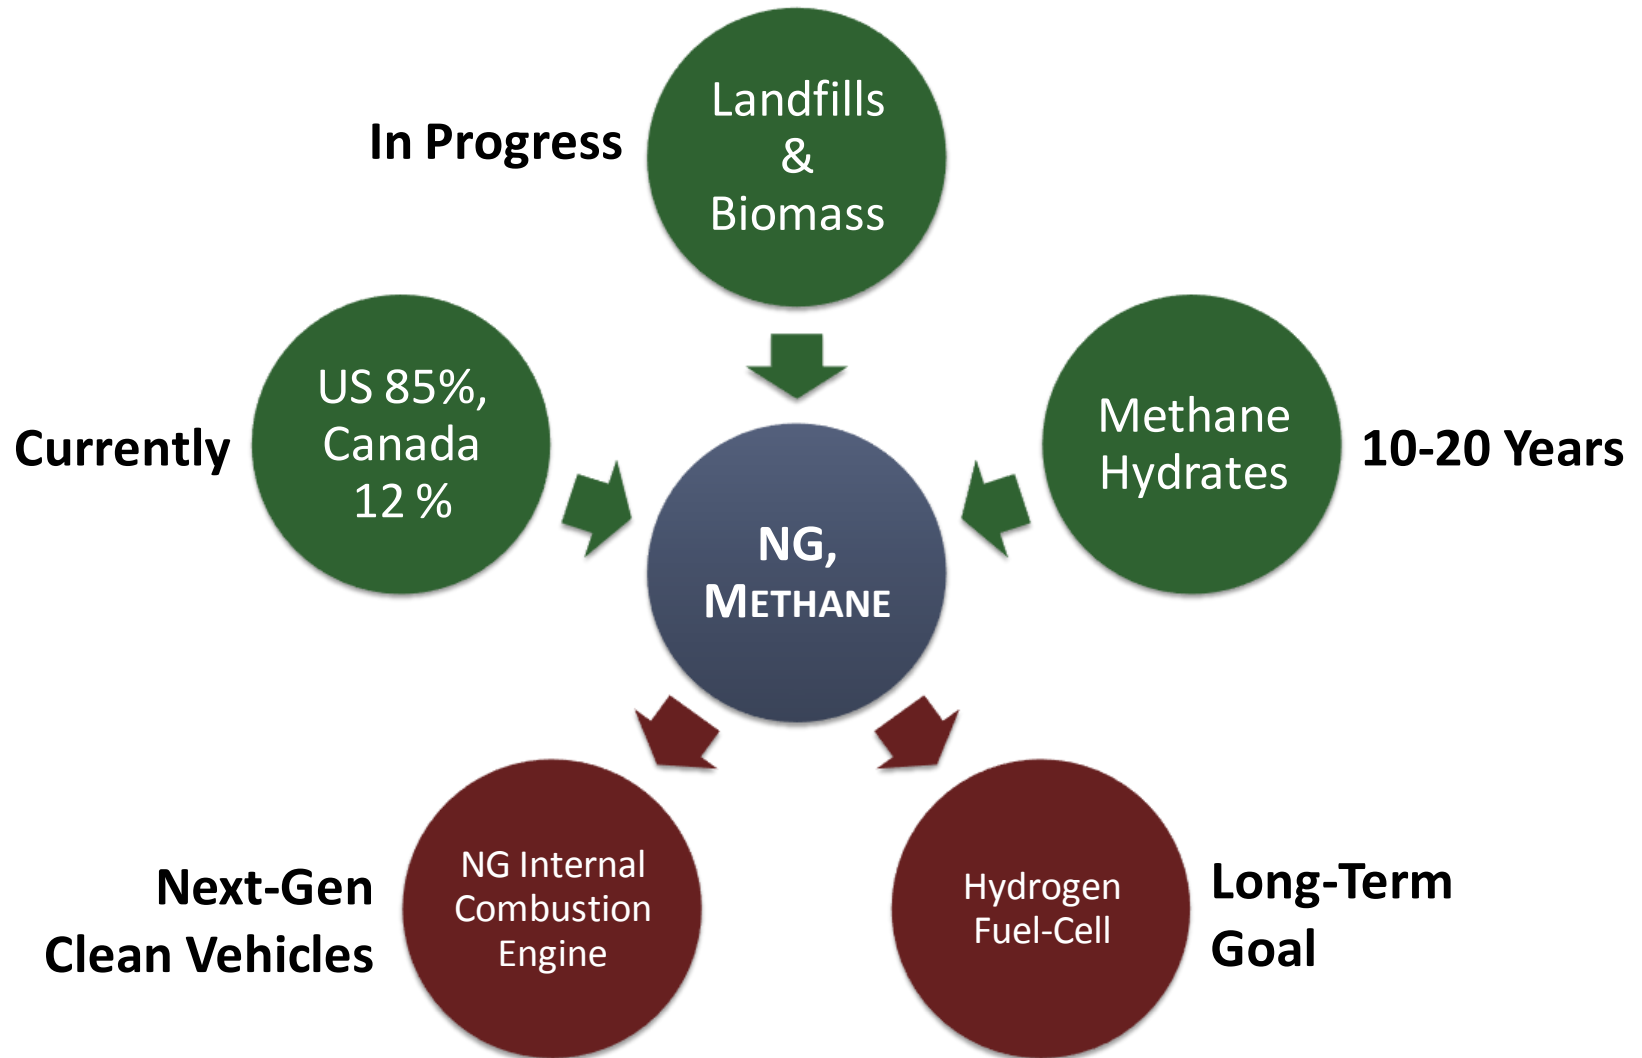 In Progress
Landfills
&
Biomass
Currently
US 85%,
Canada
12 %
Methane
Hydrates
10-20 Years
NG,
METHANE
Next-Gen
Clean Vehicles
NG Internal
Combustion
Engine
Hydrogen
Fuel-Cell
Long-Term
Goal